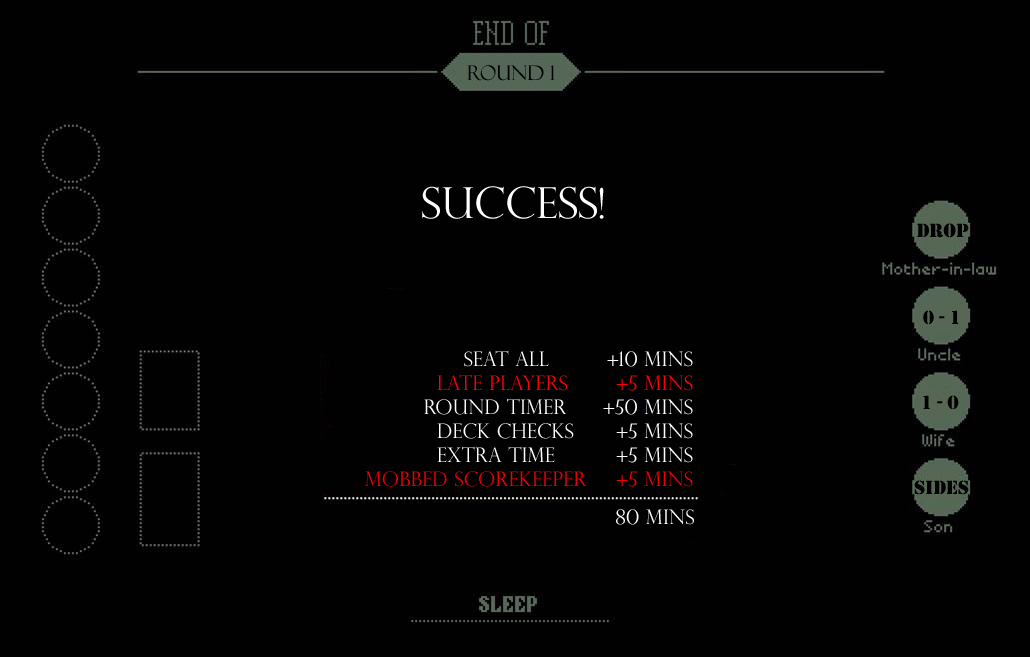 END OF
ROUND 1
SUCCESS!
SEAT ALL +10 MINS
LATE PLAYERS +5 MINS
ROUND TIMER +50 MINS
DECK CHECKS +5 MINS
EXTRA TIME +5 MINS
MOBBED SCOREKEEPER +5 MINS
80 MINS
DROP
Mother-in-law
0 - 1
Uncle
1 - 0
Wife
SIDES
Son
SLEEP